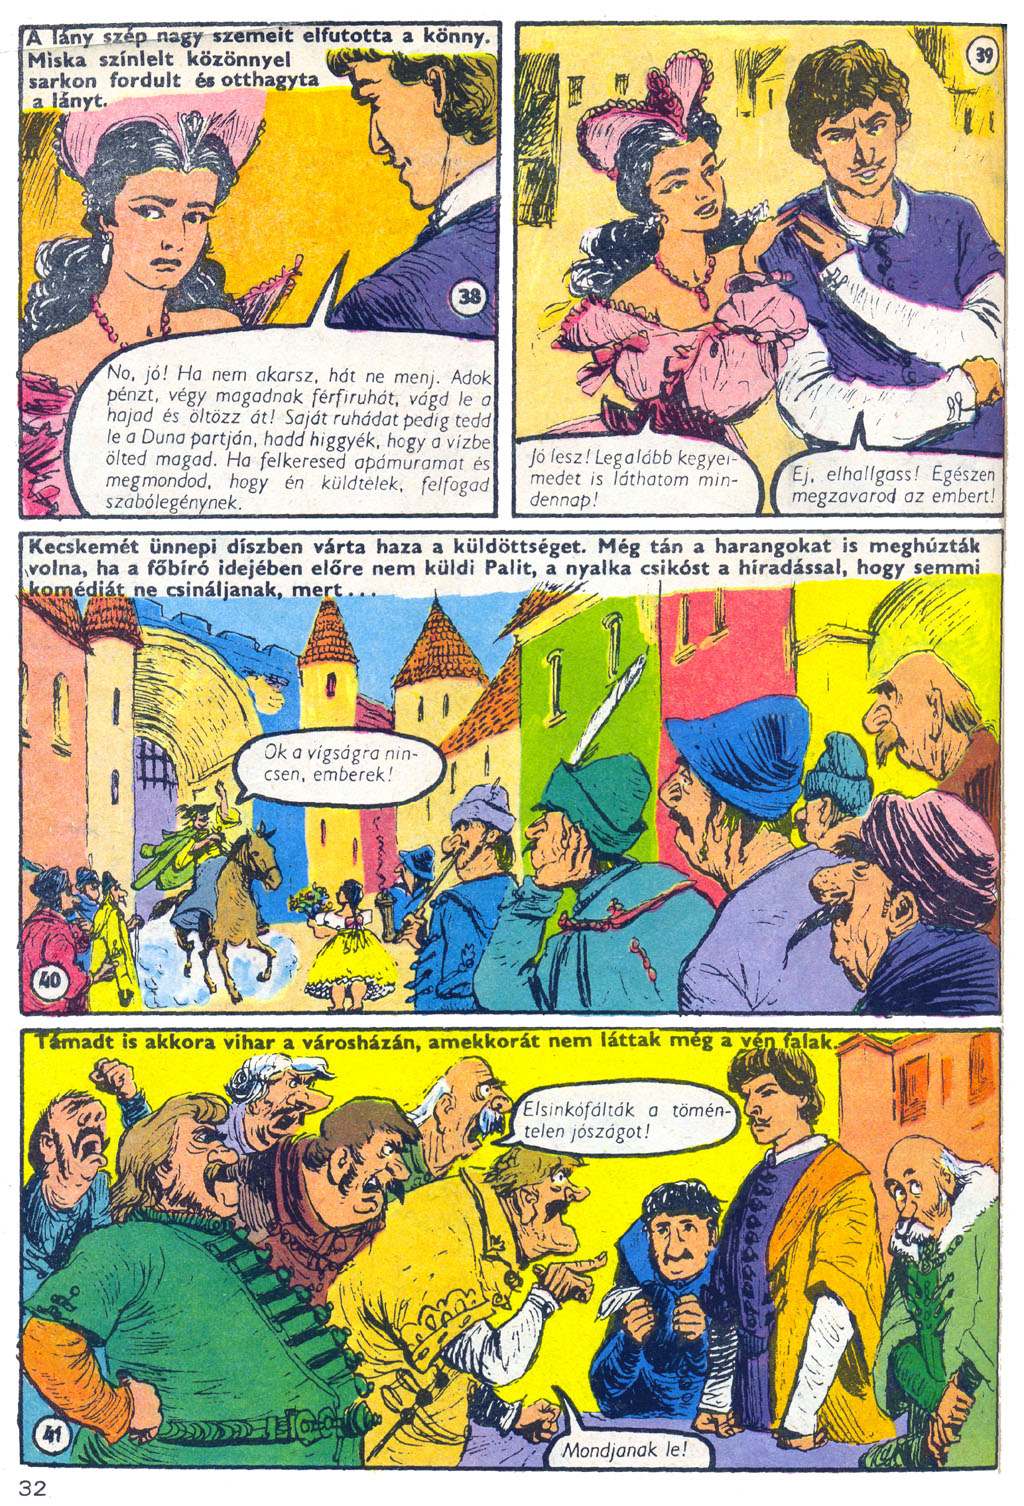 A lány szép nagy szemeit elfutotta a könny.
Miska színlelt közönnyel
sarkon fordult és otthagyta
a lányt.
38
No, jó! Ha nem akarsz, hát ne menj. Adok
pénzt, végy magadnak férfiruhát, vágd le a
hajad és öltözz át! Saját ruhádat pedig tedd
le a Duna partján, hadd higgyék, hogy a vízbe
ölted magad. Ha felkeresed apámuramat és
megmondod, hogy én küldtelek, felfogad
szabólegénynek.
39
Jó lesz! Legalább kegyel-
medet is láthatom min-
dennap!
Ej, elhallgass! Egészen
megzavarod az embert!
Kecskemét ünnepi díszben várta haza a küldöttséget. Még tán a harangokat is meghúzták
volna, ha a főbíró idejében előre nem küldi Palit, a nyalka csikóst a híradással, hogy semmi
komédiát ne csináljanak, mert...
Ok a vígságra nin-
csen, emberek!
40
Támadt is akkora vihar a városházán, amekkorát nem láttak még a vén falak.
Elsinkófálták a tömén-
telen jószágot!
41
Mondjanak le!
32